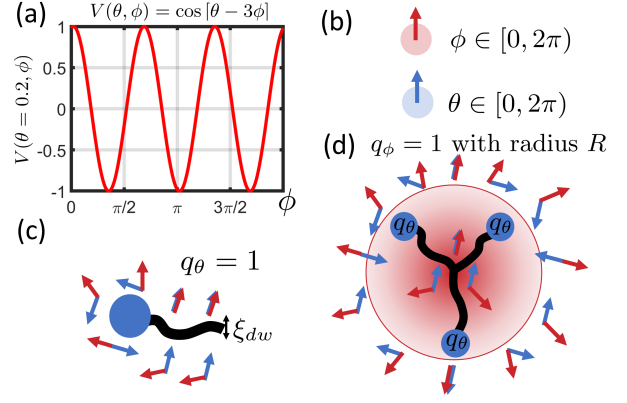 (a)
V(θ, φ) = cos [θ − 3φ]
V(θ = 0.2, φ)
1
0.5
0
-0.5
-1
0
π/2
π
3π/2
φ
(b)
φ ∈ [0, 2π)
θ ∈ [0, 2π)
(c)
q_θ = 1
ξ_dw
(d)
q_φ = 1 with radius R
q_θ
q_θ
q_θ